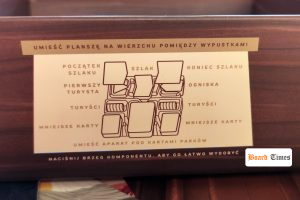 UMIEŚĆ PLANSZĘ NA WIERZCHU POMIĘDZY WYPUSTKAMI
POCZĄTEK SZLAKU
SZLAK
KONIEC SZLAKU
PIERWSZY TURYSTA
OGNISKA
TURYŚCI
TURYŚCI
MNIEJSZE KARTY
MNIEJSZE KARTY
UMIEŚĆ APARAT POD KARTAMI PARKÓW
NACIŚNIJ BRZEG KOMPONENTU, ABY GO ŁATWO WYDOBYĆ
Board Times